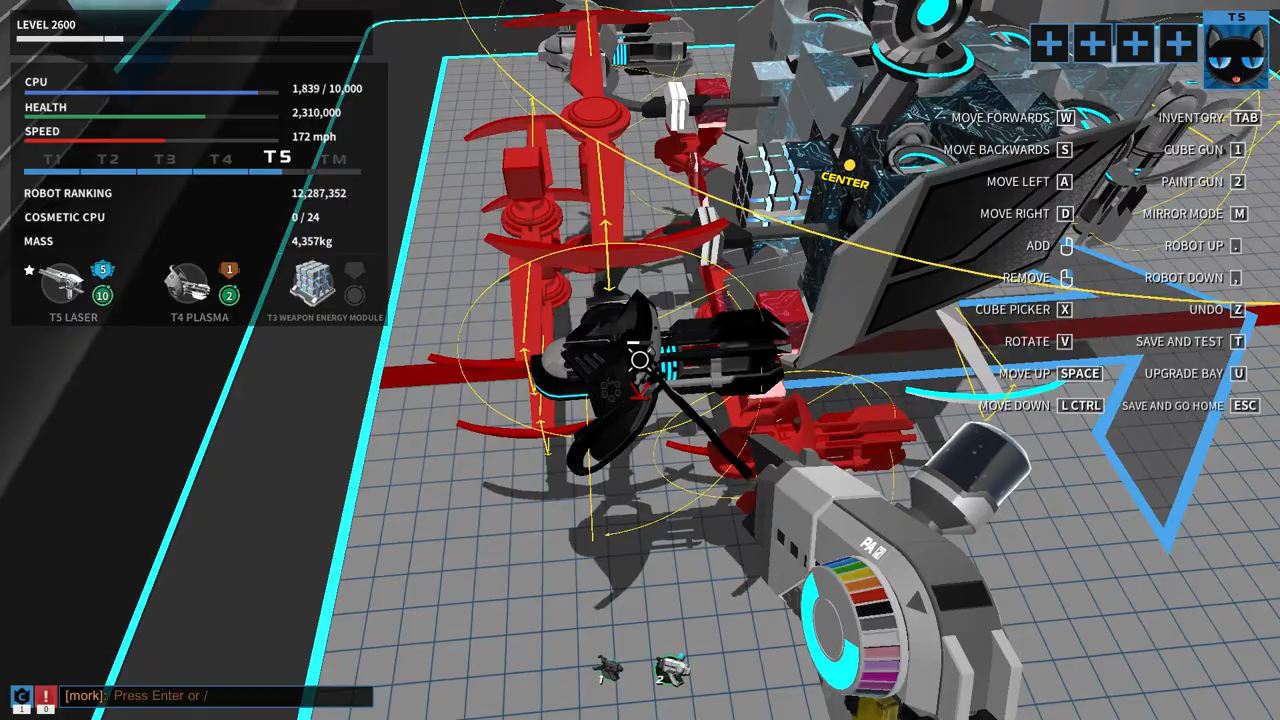 LEVEL 2600
CPU 1,839 / 10,000
HEALTH 2,310,000
SPEED 172 mph
T1 T2 T3 T4 T5 TM
ROBOT RANKING 12,287,352
COSMETIC CPU 0 / 24
MASS 4,357kg
5 1
10 2
T5 LASER T4 PLASMA T3 WEAPON ENERGY MODULE
T5
MOVE FORWARDS W INVENTORY TAB
MOVE BACKWARDS S CUBE GUN 1
MOVE LEFT A PAINT GUN 2
MOVE RIGHT D MIRROR MODE M
ADD ROBOT UP .
REMOVE ROBOT DOWN ,
CUBE PICKER X UNDO Z
ROTATE V SAVE AND TEST T
MOVE UP SPACE UPGRADE BAY U
MOVE DOWN L CTRL SAVE AND GO HOME ESC
CENTER
1 2
[mork]: Press Enter or /
1 0